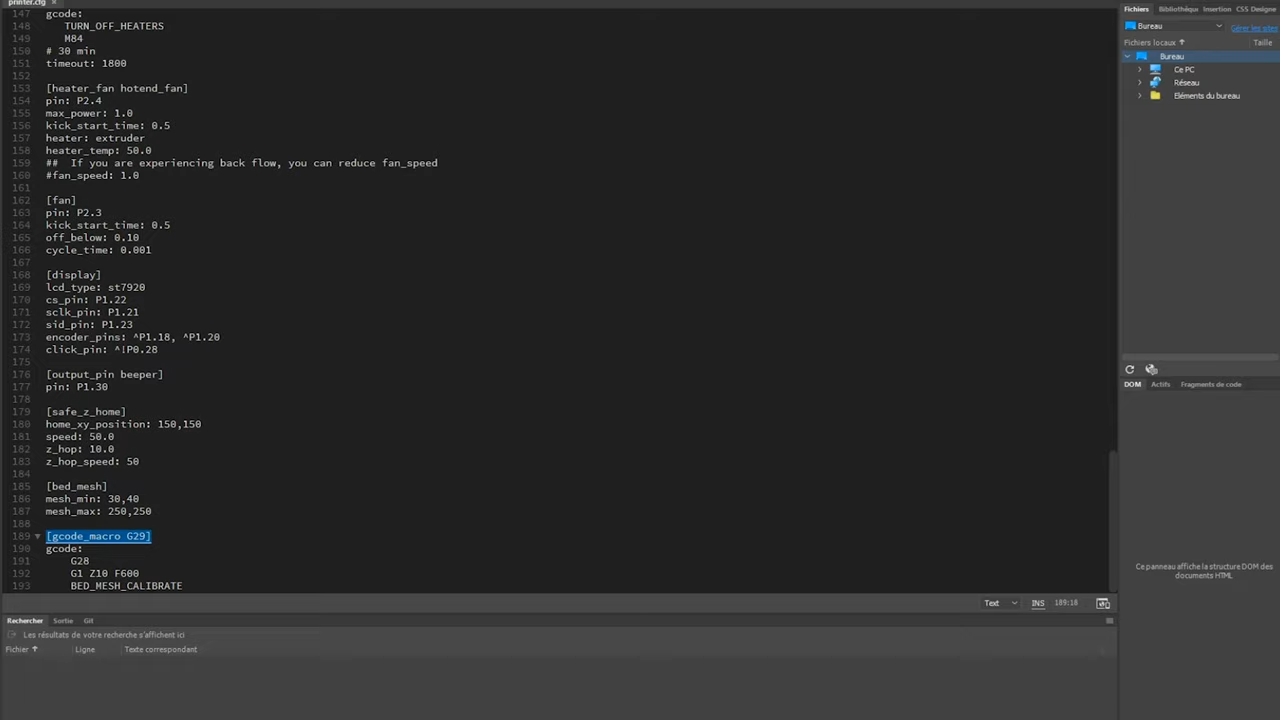 printer.cfg
147 gcode:
148 TURN_OFF_HEATERS
149 M84
150 # 30 min
151 timeout: 1800
152
153 [heater_fan hotend_fan]
154 pin: P2.4
155 max_power: 1.0
156 kick_start_time: 0.5
157 heater: extruder
158 heater_temp: 50.0
159 ##  If you are experiencing back flow, you can reduce fan_speed
160 #fan_speed: 1.0
161
162 [fan]
163 pin: P2.3
164 kick_start_time: 0.5
165 off_below: 0.10
166 cycle_time: 0.001
167
168 [display]
169 lcd_type: st7920
170 cs_pin: P1.22
171 sclk_pin: P1.21
172 sid_pin: P1.23
173 encoder_pins: ^P1.18, ^P1.20
174 click_pin: ^!P0.28
175
176 [output_pin beeper]
177 pin: P1.30
178
179 [safe_z_home]
180 home_xy_position: 150,150
181 speed: 50.0
182 z_hop: 10.0
183 z_hop_speed: 50
184
185 [bed_mesh]
186 mesh_min: 30,40
187 mesh_max: 250,250
188
189 [gcode_macro G29]
190 gcode:
191 G28
192 G1 Z10 F600
193 BED_MESH_CALIBRATE
Text INS 189:18
Rechercher Sortie Git
Les résultats de votre recherche s'affichent ici
Fichier Ligne Texte correspondant
Fichiers Bibliothèqu Insertion CSS Designe
Bureau Gérer les sites
Fichiers locaux Taille
Bureau
Ce PC
Réseau
Eléments du bureau
DOM Actifs Fragments de code
Ce panneau affiche la structure DOM des
documents HTML